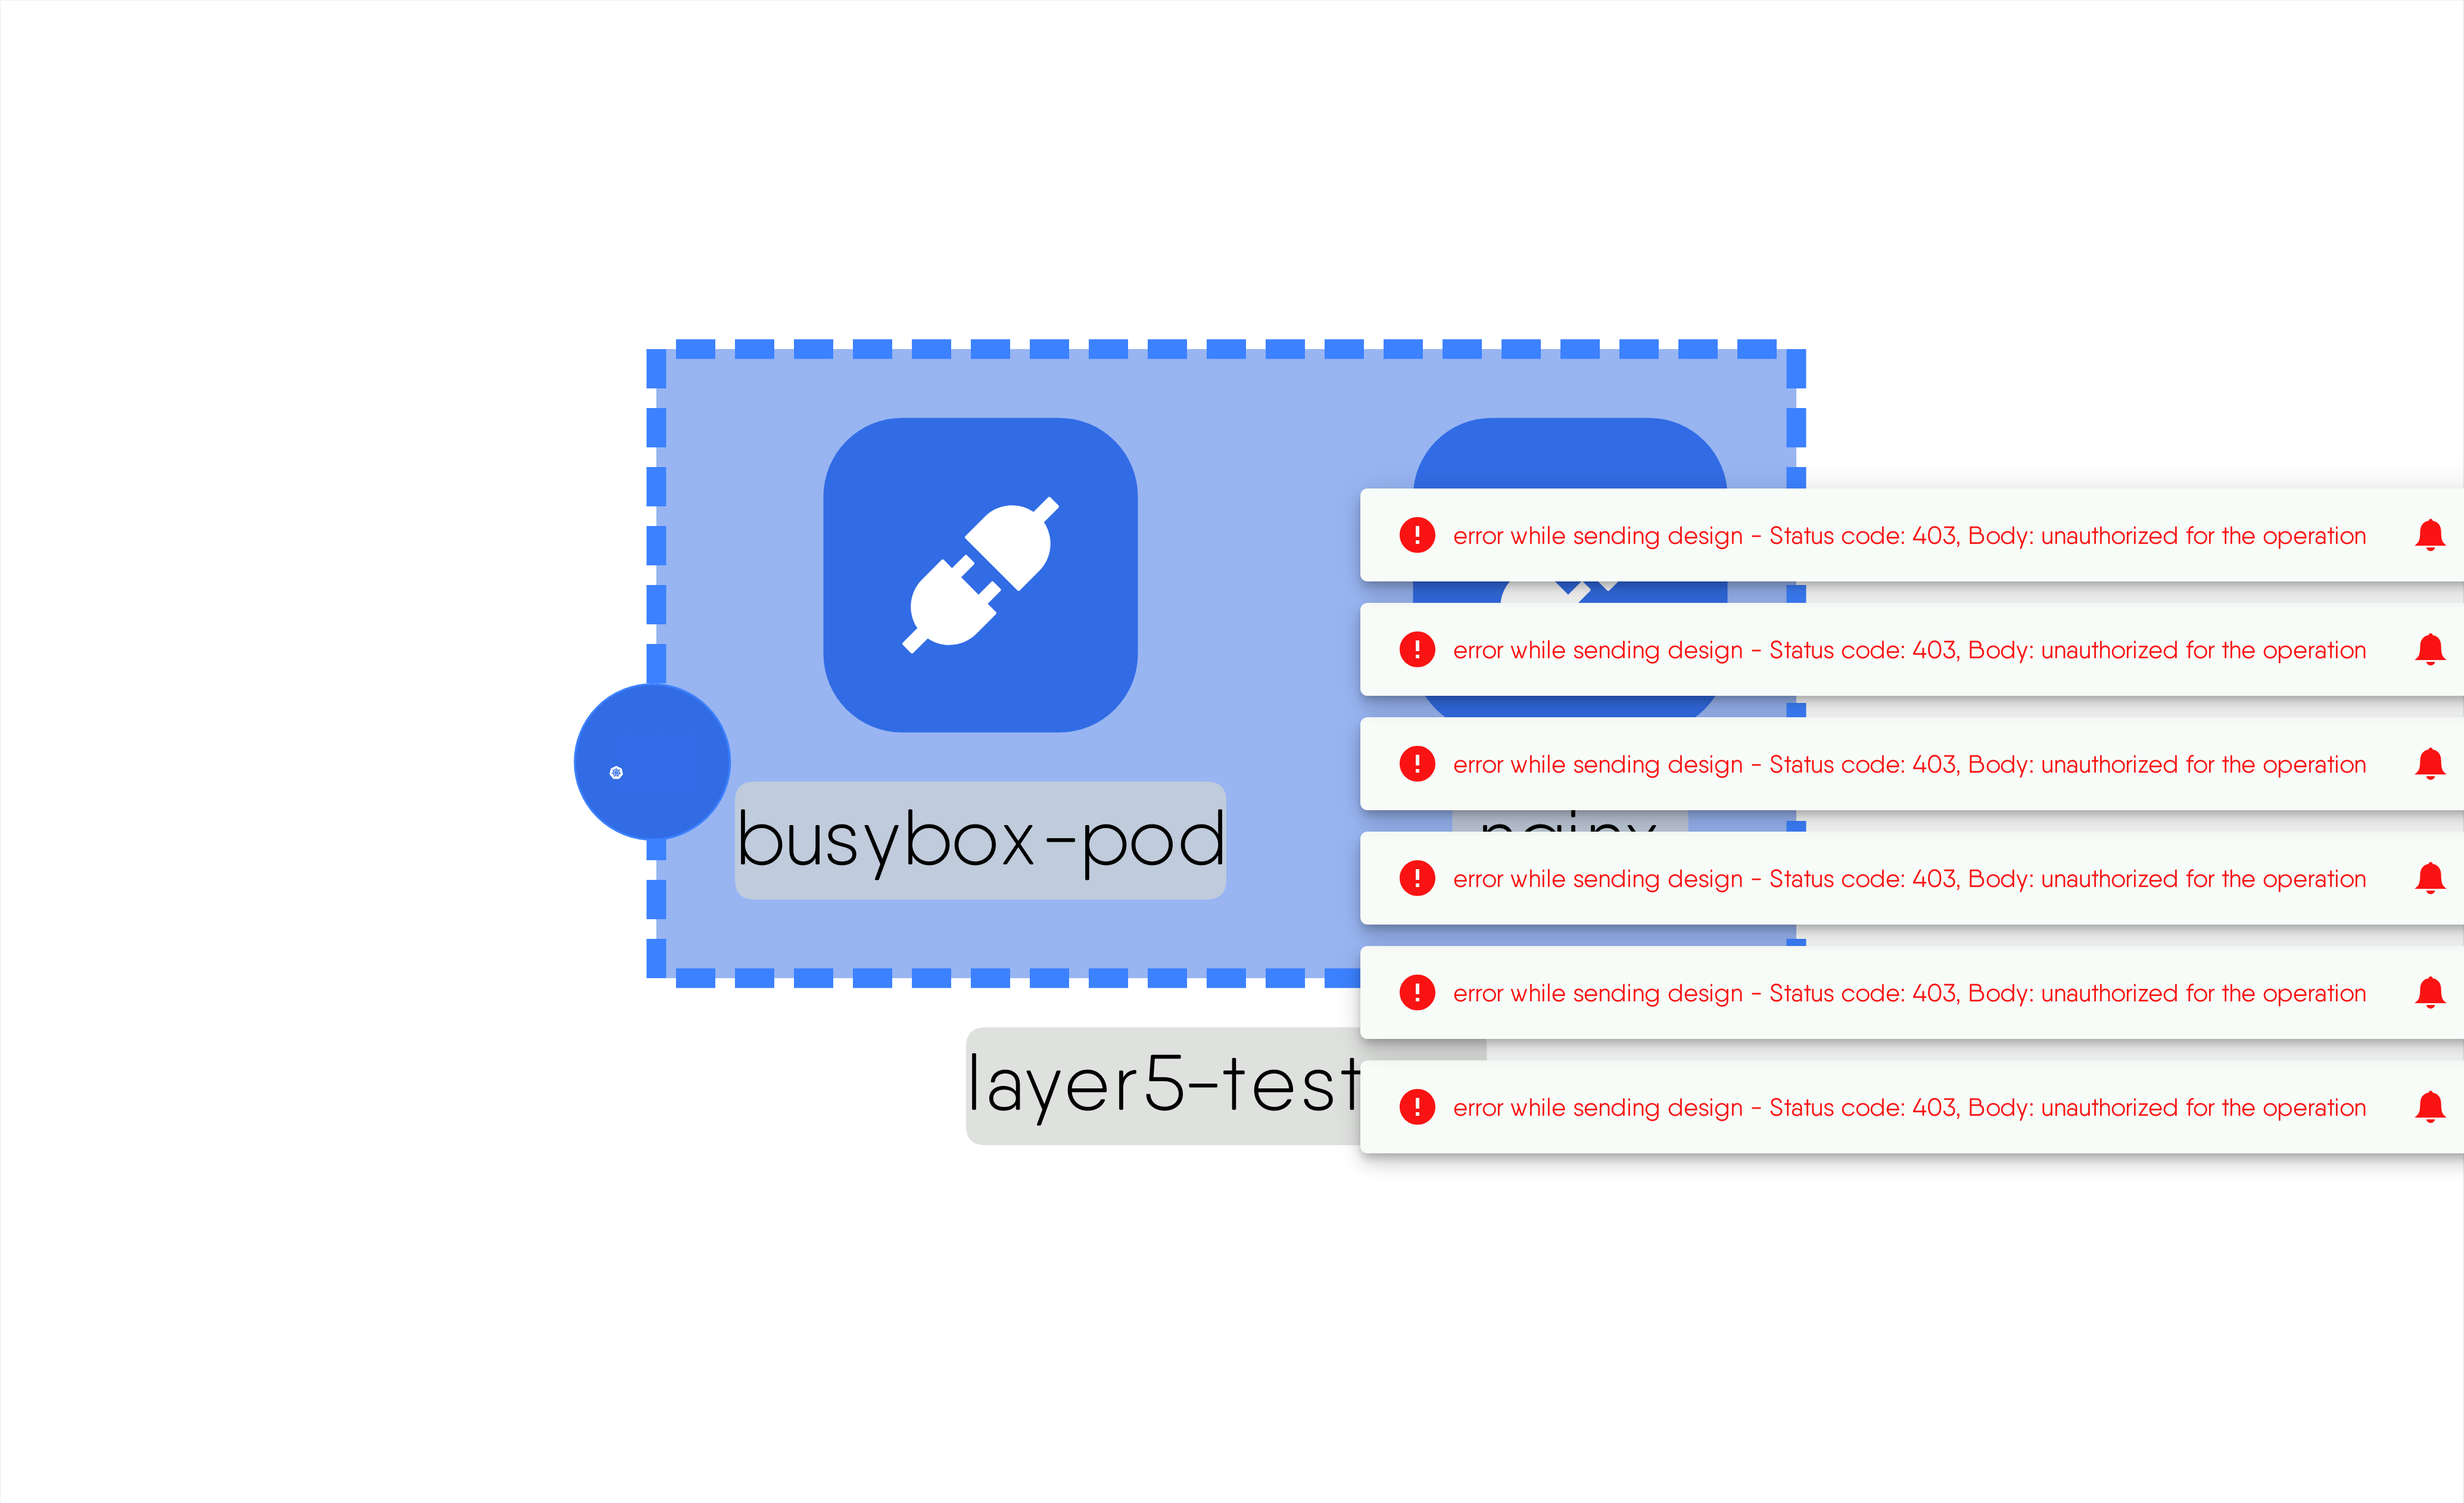 error while sending design - Status code: 403, Body: unauthorized for the operation
error while sending design - Status code: 403, Body: unauthorized for the operation
error while sending design - Status code: 403, Body: unauthorized for the operation
busybox-pod
error while sending design - Status code: 403, Body: unauthorized for the operation
error while sending design - Status code: 403, Body: unauthorized for the operation
layer5-test
error while sending design - Status code: 403, Body: unauthorized for the operation